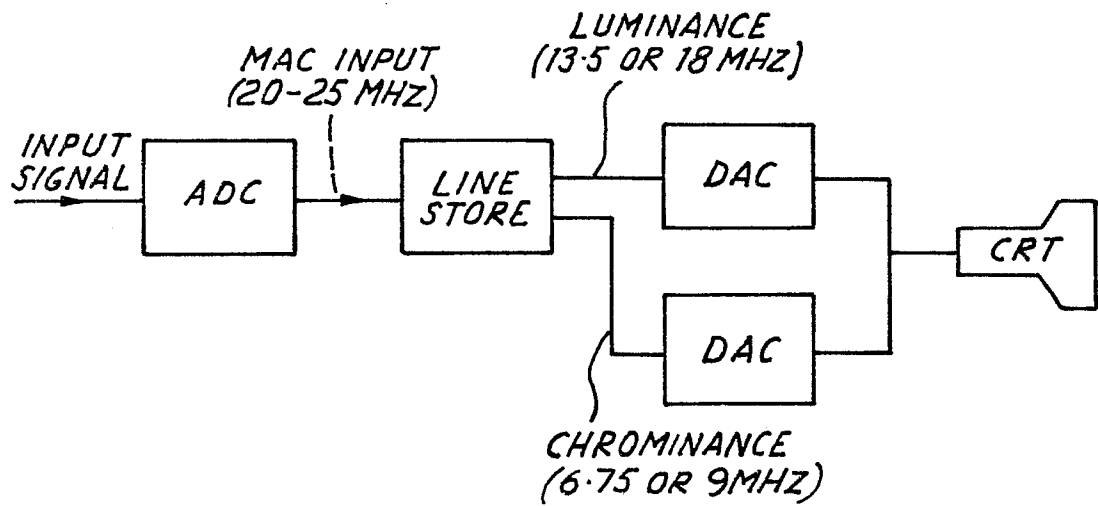 LUMINANCE
(13.5 OR 18 MHZ)
MAC INPUT
(20-25 MHZ)
INPUT
SIGNAL
ADC
LINE
STORE
DAC
CRT
DAC
CHROMINANCE
(6.75 OR 9MHZ)